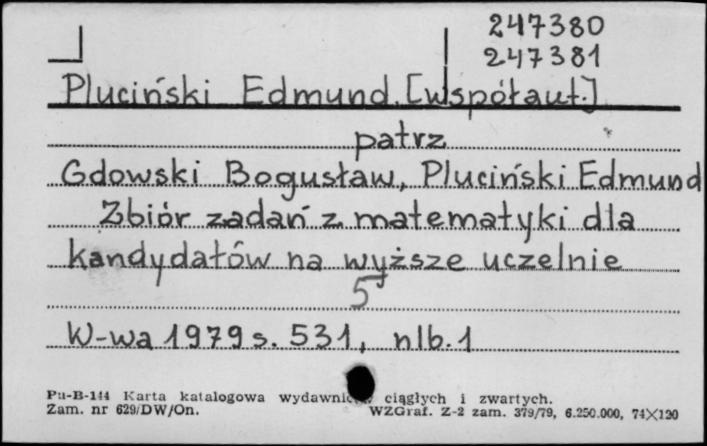 247380
247381
Pluciński Edmund. [współaut.]
patrz
Gdowski Bogusław, Pluciński Edmund
Zbiór zadań z matematyki dla
kandydatów na wyższe uczelnie
5
W-wa 1979 s. 531, nlb. 1
Pu-B-144 Karta katalogowa ciągłych i zwartych.
Zam. nr 629/DW/On. WZGraf. Z-2 zam. 379/79, 6.250.000, 74×120